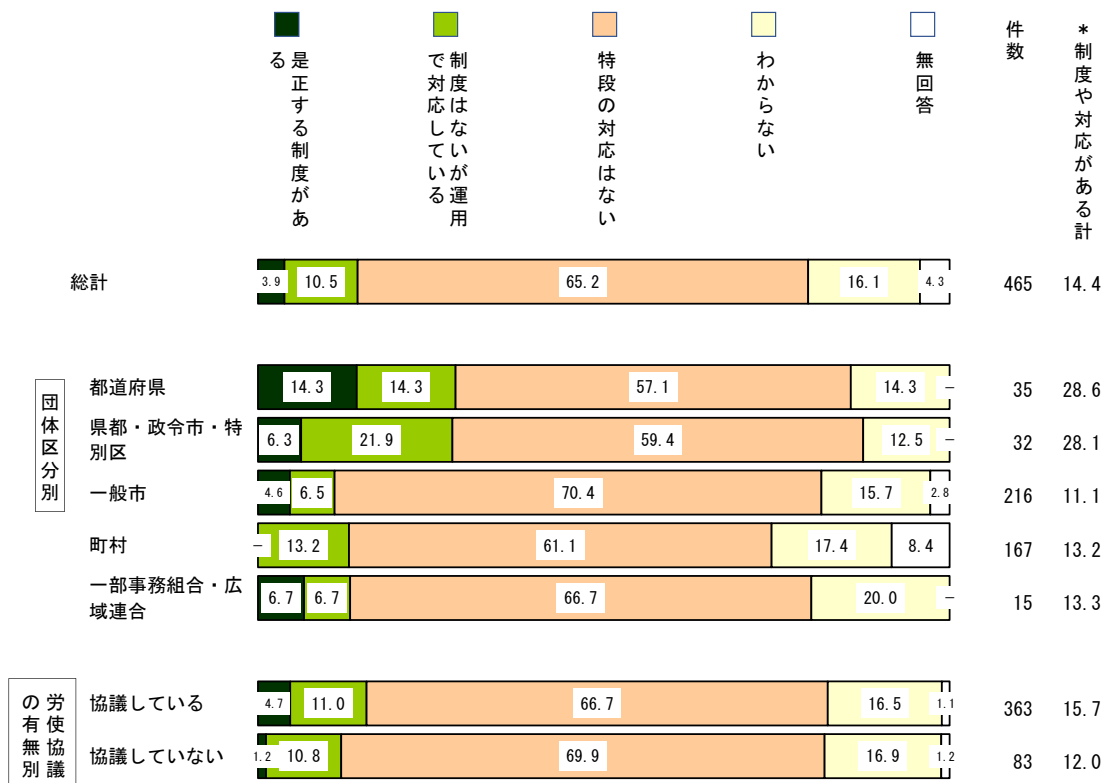 是正する制度があ
る
制度はないが運用
で対応している
特段の対応はない
わからない
無回答
件数
*制度や対応がある計
総計
3.9 10.5 65.2 16.1 4.3 465 14.4
団体区分別
都道府県
14.3 14.3 57.1 14.3 － 35 28.6
県都・政令市・特
別区
6.3 21.9 59.4 12.5 － 32 28.1
一般市
4.6 6.5 70.4 15.7 2.8 216 11.1
町村
－ 13.2 61.1 17.4 8.4 167 13.2
一部事務組合・広
域連合
6.7 6.7 66.7 20.0 － 15 13.3
労使協議
の有無別
協議している
4.7 11.0 66.7 16.5 1.1 363 15.7
協議していない
1.2 10.8 69.9 16.9 1.2 83 12.0